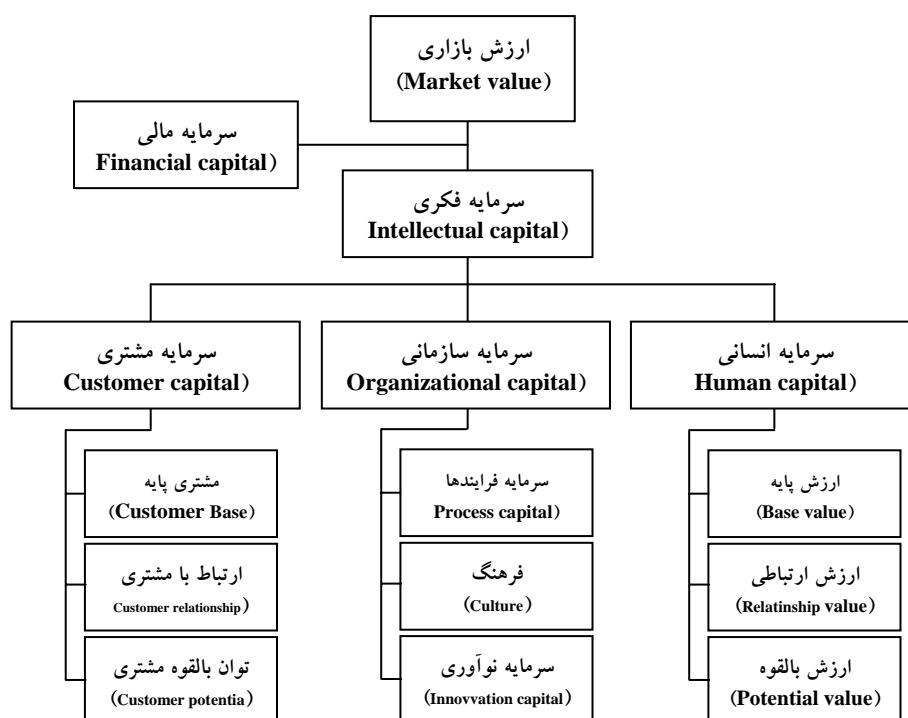 ارزش بازاری
(Market value)
سرمایه مالی
Financial capital)
سرمایه فکری
Intellectual capital)
سرمایه مشتری
Customer capital)
سرمایه سازمانی
Organizational capital)
سرمایه انسانی
Human capital)
مشتری پایه
(Customer Base)
سرمایه فرایندها
Process capital)
ارزش پایه
(Base value)
ارتباط با مشتری
Customer relationship)
فرهنگ
(Culture)
ارزش ارتباطی
(Relatinship value)
توان بالقوه مشتری
(Customer potentia)
سرمایه نوآوری
(Innovvation capital)
ارزش بالقوه
(Potential value)